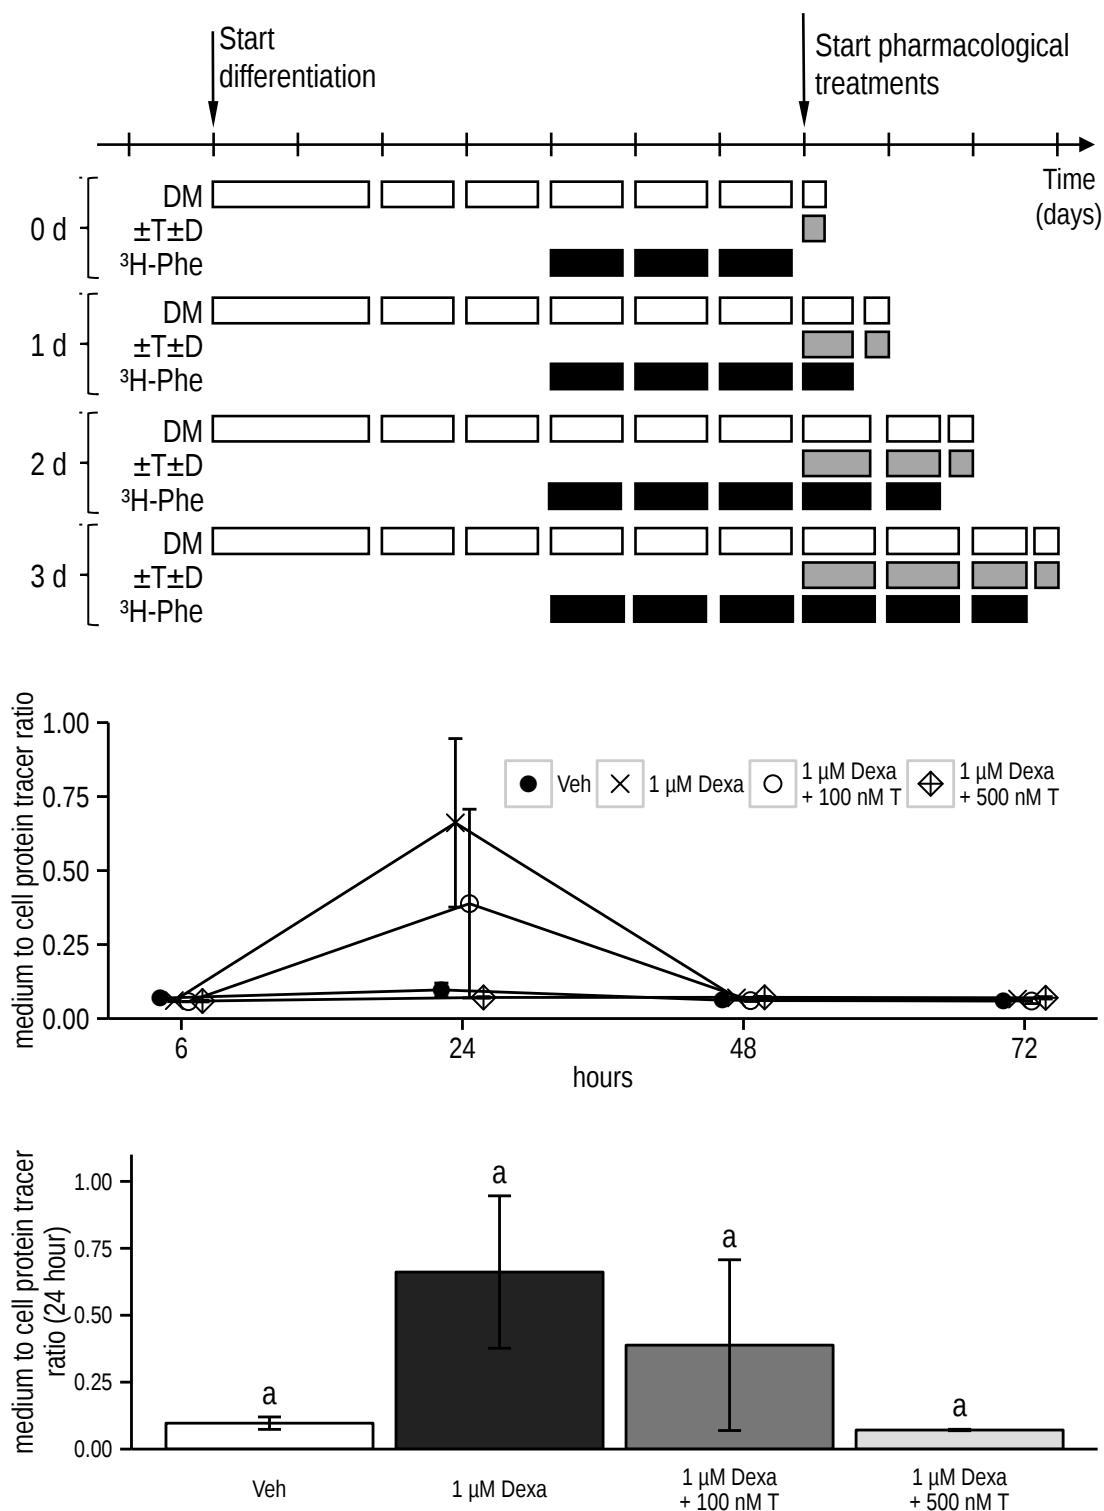 Start
differentiation
Start pharmacological
treatments
Time
(days)
0 d
DM
±T±D
³H-Phe
1 d
DM
±T±D
³H-Phe
2 d
DM
±T±D
³H-Phe
3 d
DM
±T±D
³H-Phe
medium to cell protein tracer ratio
1.00
0.75
0.50
0.25
0.00
Veh
1 µM Dexa
1 µM Dexa
+ 100 nM T
1 µM Dexa
+ 500 nM T
6
24
48
72
hours
medium to cell protein tracer
ratio (24 hour)
1.00
0.75
0.50
0.25
0.00
a
a
a
a
Veh
1 µM Dexa
1 µM Dexa
+ 100 nM T
1 µM Dexa
+ 500 nM T